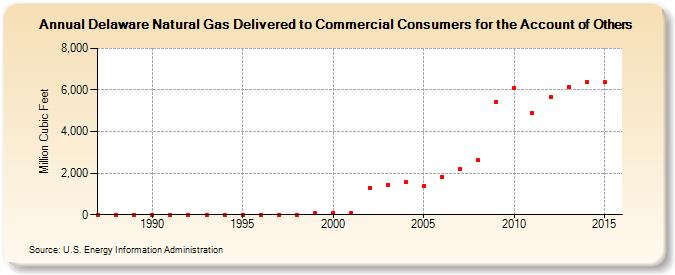 Annual Delaware Natural Gas Delivered to Commercial Consumers for the Account of Others
Million Cubic Feet
8,000
6,000
4,000
2,000
0
1990 1995 2000 2005 2010 2015
Source: U.S. Energy Information Administration